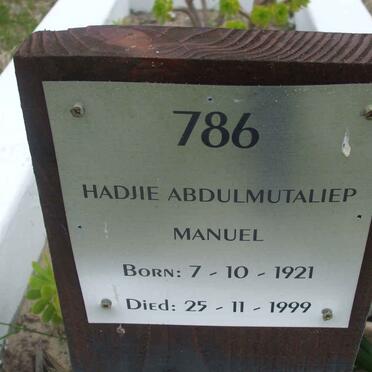 786
HADJIE ABDULMUTALIEP
MANUEL
BORN: 7 - 10 - 1921
DIED: 25 - 11 - 1999